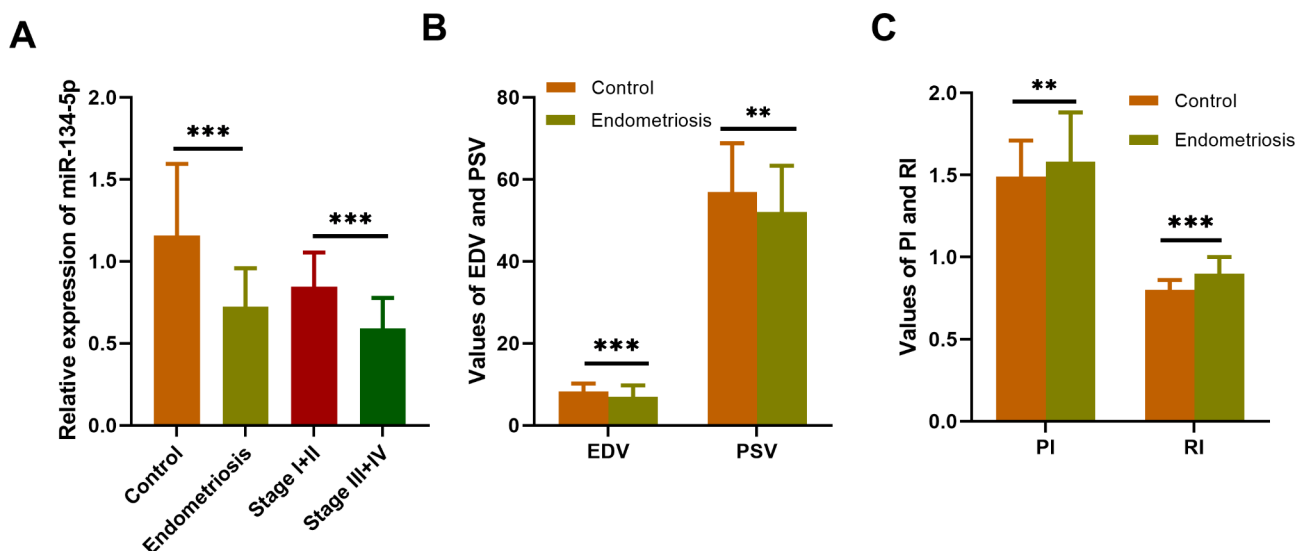 A
Relative expression of miR-134-5p
2.0
1.5
1.0
0.5
0.0
***
***
Control
Endometriosis
Stage I+II
Stage III+IV
B
Values of EDV and PSV
80
60
40
20
0
Control
Endometriosis
***
**
EDV
PSV
C
Values of PI and RI
2.0
1.5
1.0
0.5
0.0
Control
Endometriosis
**
***
PI
RI